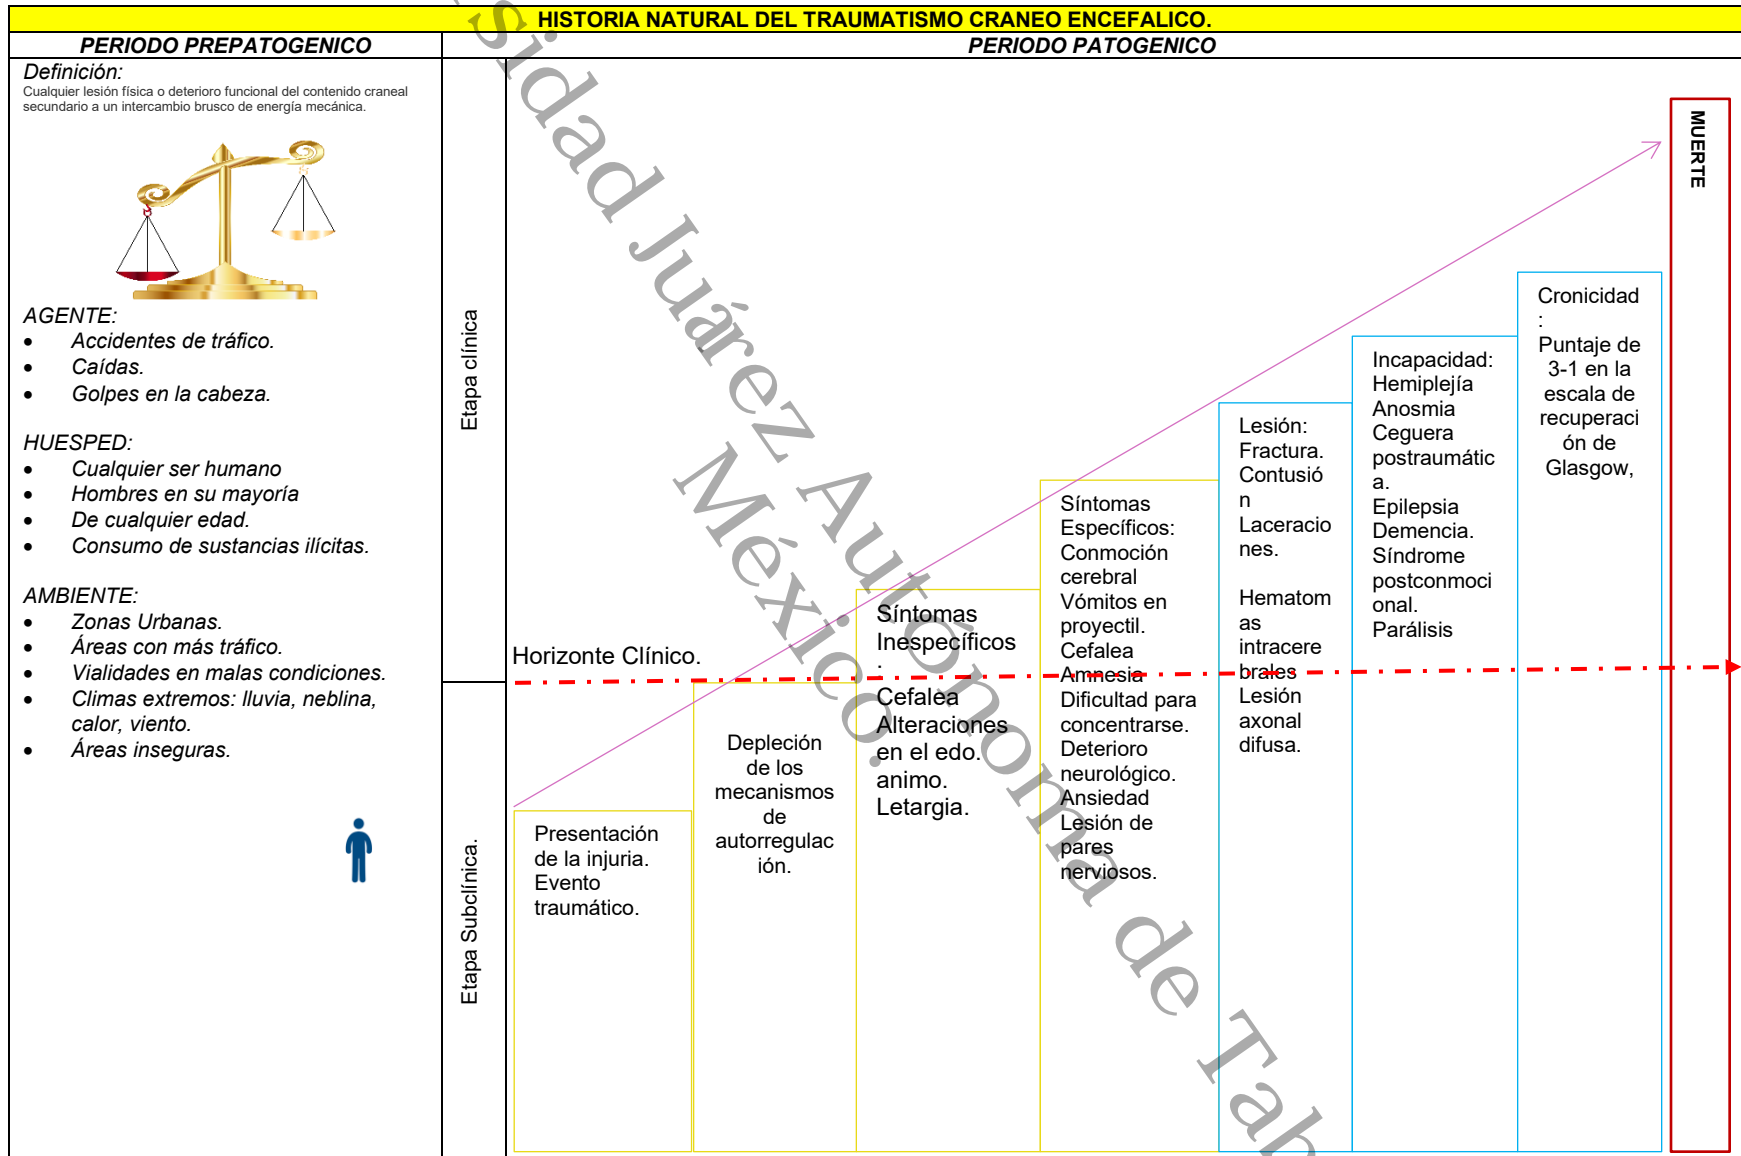 HISTORIA NATURAL DEL TRAUMATISMO CRANEO ENCEFALICO.
PERIODO PREPATOGENICO
PERIODO PATOGENICO
Definición:
Cualquier lesión física o deterioro funcional del contenido craneal
secundario a un intercambio brusco de energía mecánica.
AGENTE:
• Accidentes de tráfico.
• Caídas.
• Golpes en la cabeza.
HUESPED:
• Cualquier ser humano
• Hombres en su mayoría
• De cualquier edad.
• Consumo de sustancias ilícitas.
AMBIENTE:
• Zonas Urbanas.
• Áreas con más tráfico.
• Vialidades en malas condiciones.
• Climas extremos: lluvia, neblina,
calor, viento.
• Áreas inseguras.
Etapa clínica
Etapa Subclínica.
Horizonte Clínico.
Presentación
de la injuria.
Evento
traumático.
Depleción
de los
mecanismos
de
autorregulac
ión.
Síntomas
Inespecíficos
:
Cefalea
Alteraciones
en el edo.
animo.
Letargia.
Síntomas
Específicos:
Conmoción
cerebral
Vómitos en
proyectil.
Cefalea
Amnesia
Dificultad para
concentrarse.
Deterioro
neurológico.
Ansiedad
Lesión de
pares
nerviosos.
Lesión:
Fractura.
Contusió
n
Laceracio
nes.
Hematom
as
intracere
brales
Lesión
axonal
difusa.
Incapacidad:
Hemiplejía
Anosmia
Ceguera
postraumátic
a.
Epilepsia
Demencia.
Síndrome
postconmoci
onal.
Parálisis
Cronicidad
:
Puntaje de
3-1 en la
escala de
recuperaci
ón de
Glasgow,
MUERTE
sidad Juárez Autónoma de Tab
México.